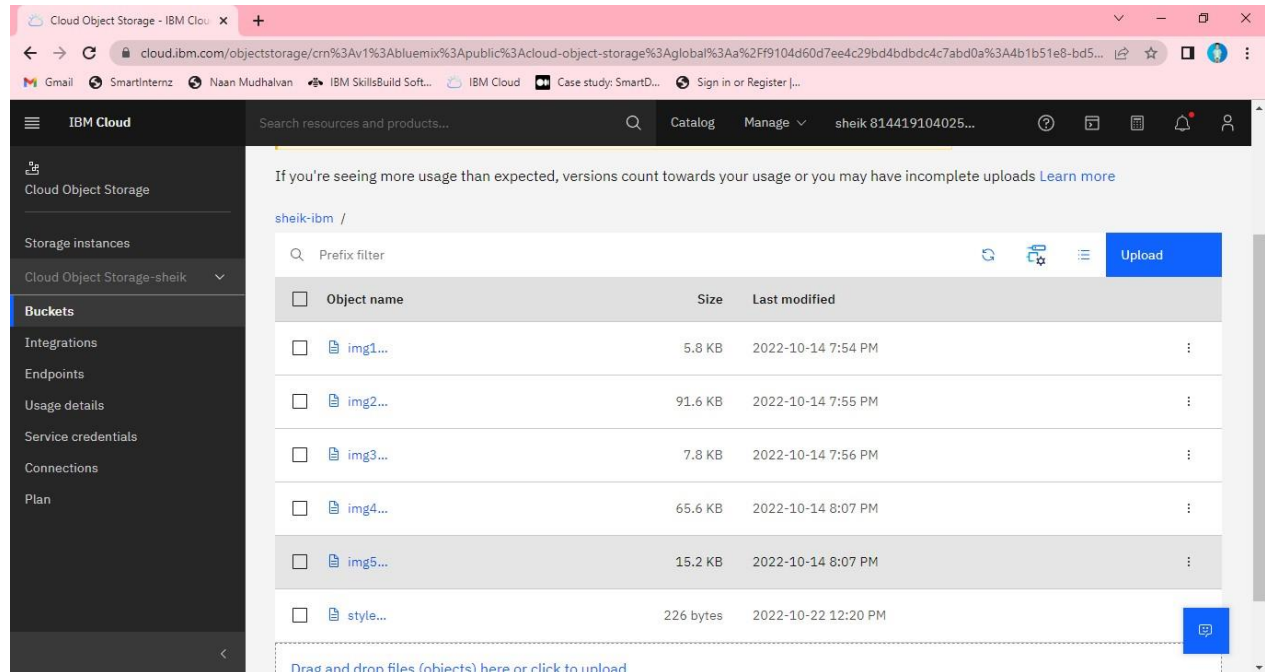 Cloud Object Storage - IBM Clou
cloud.ibm.com/objectstorage/crn%3Av1%3Abluemix%3Apublic%3Acloud-object-storage%3Aglobal%3Aa%2Ff9104d60d7ee4c29bd4bdbdc4c7abd0a%3A4b1b51e8-bd5...
Gmail SmartInternz Naan Mudhalvan IBM SkillsBuild Soft... IBM Cloud Case study: SmartD... Sign in or Register |...
IBM Cloud Search resources and products... Catalog Manage sheik 814419104025...
Cloud Object Storage
Storage instances
Cloud Object Storage-sheik
Buckets
Integrations
Endpoints
Usage details
Service credentials
Connections
Plan
If you're seeing more usage than expected, versions count towards your usage or you may have incomplete uploads Learn more
sheik-ibm /
Prefix filter Upload
Object name Size Last modified
img1... 5.8 KB 2022-10-14 7:54 PM
img2... 91.6 KB 2022-10-14 7:55 PM
img3... 7.8 KB 2022-10-14 7:56 PM
img4... 65.6 KB 2022-10-14 8:07 PM
img5... 15.2 KB 2022-10-14 8:07 PM
style... 226 bytes 2022-10-22 12:20 PM
Drag and drop files (objects) here or click to upload